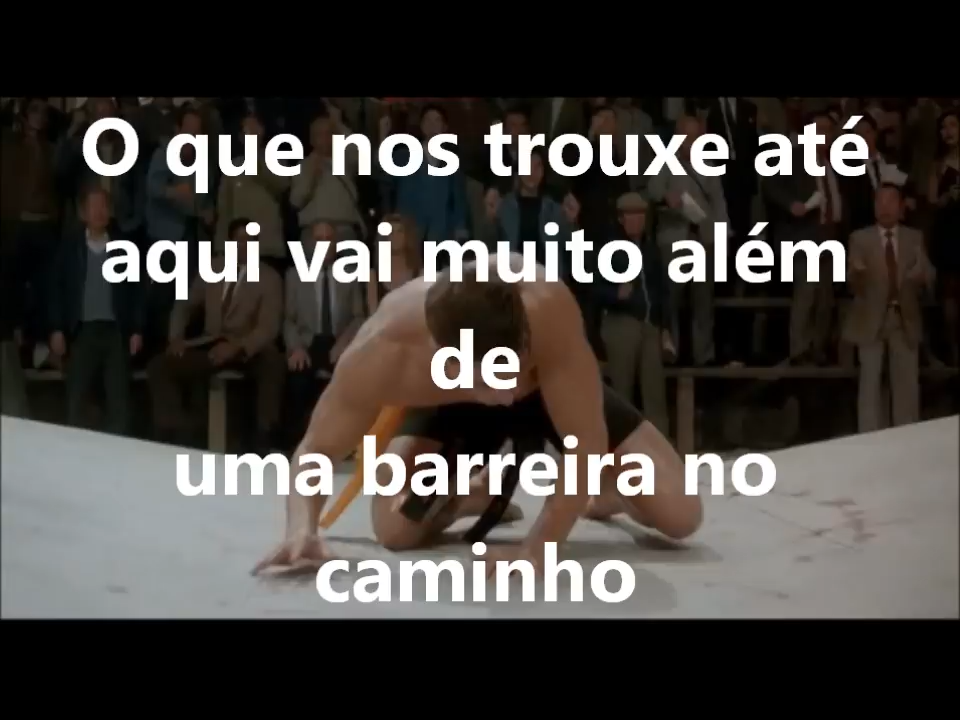 O que nos trouxe até
aqui vai muito além
de
uma barreira no
caminho